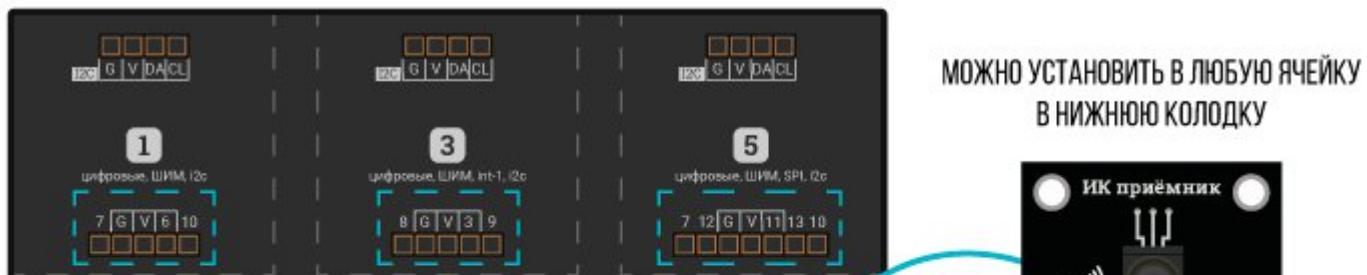 I2C G V DA CL
I2C G V DA CL
I2C G V DA CL
1
цифровые, ШИМ, i2c
7 G V 6 10
3
цифровые, ШИМ, int-1, i2c
8 G V 3 9
5
цифровые, ШИМ, SPI, i2c
7 12 G V 11 13 10
МОЖНО УСТАНОВИТЬ В ЛЮБУЮ ЯЧЕЙКУ
В НИЖНЮЮ КОЛОДКУ
ИК приёмник